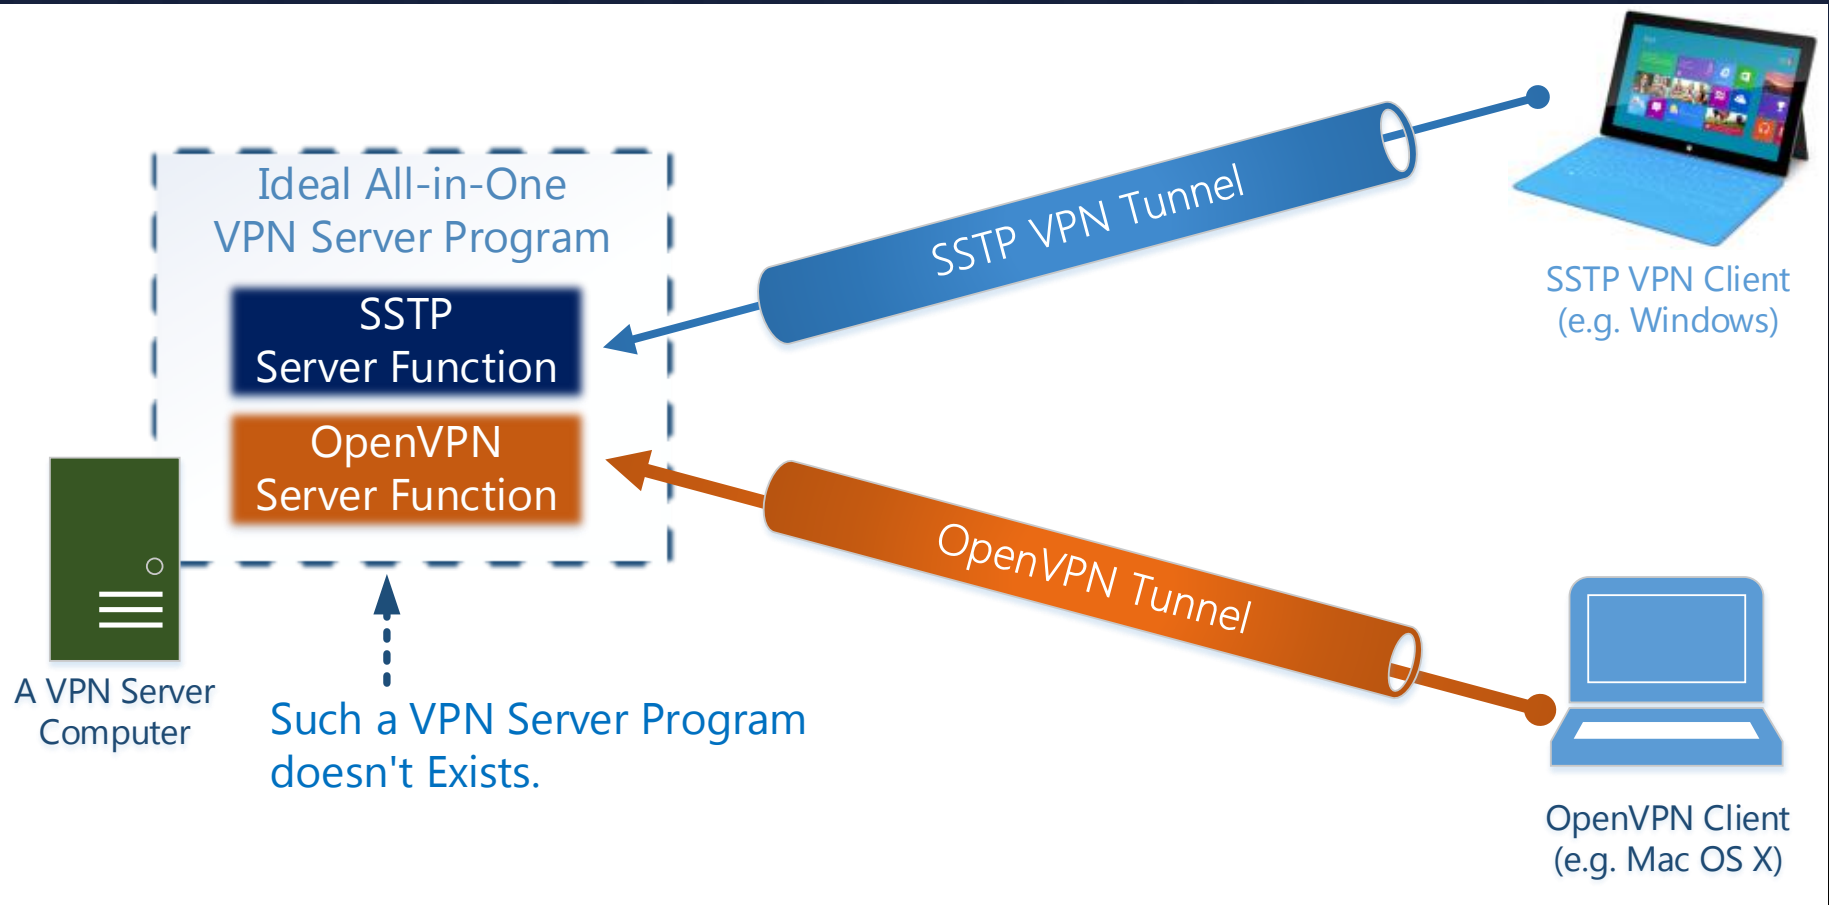 Ideal All-in-One
VPN Server Program
SSTP
Server Function
OpenVPN
Server Function
A VPN Server
Computer
Such a VPN Server Program
doesn't Exists.
SSTP VPN Tunnel
OpenVPN Tunnel
SSTP VPN Client
(e.g. Windows)
OpenVPN Client
(e.g. Mac OS X)